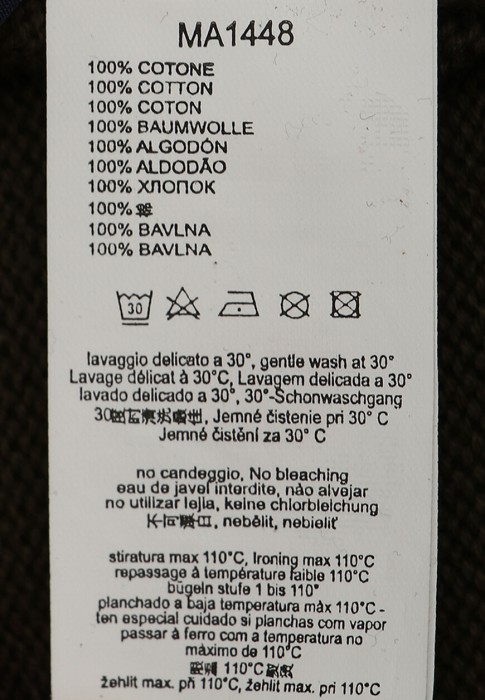 MA1448
100% COTONE
100% COTTON
100% COTON
100% BAUMWOLLE
100% ALGODÓN
100% ALDODÃO
100% ХЛОПОК
100%
100% BAVLNA
100% BAVLNA
30
lavaggio delicato a 30°, gentle wash at 30°
Lavage délicat à 30°C, Lavagem delicada a 30°
lavado delicado a 30°, 30°-Schonwaschgang
30 , Jemné čistenie pri 30° C
Jemné čistění za 30° C
no candeggio, No bleaching
eau de javel interdite, não alvejar
no utilizar lejia, keine chlorbleichung
, nebělit, nebieliť
stiratura max 110°C, Ironing max 110°C
repassage à température faible 110°C
bügeln stufe 1 bis 110°
planchado a baja temperatura màx 110°C -
ten especial cuidado si planchas com vapor
passar à ferro com a temperatura no
máximo de 110°C
110°C
žehlit max. při 110°C, žehlit max. pri 110°C